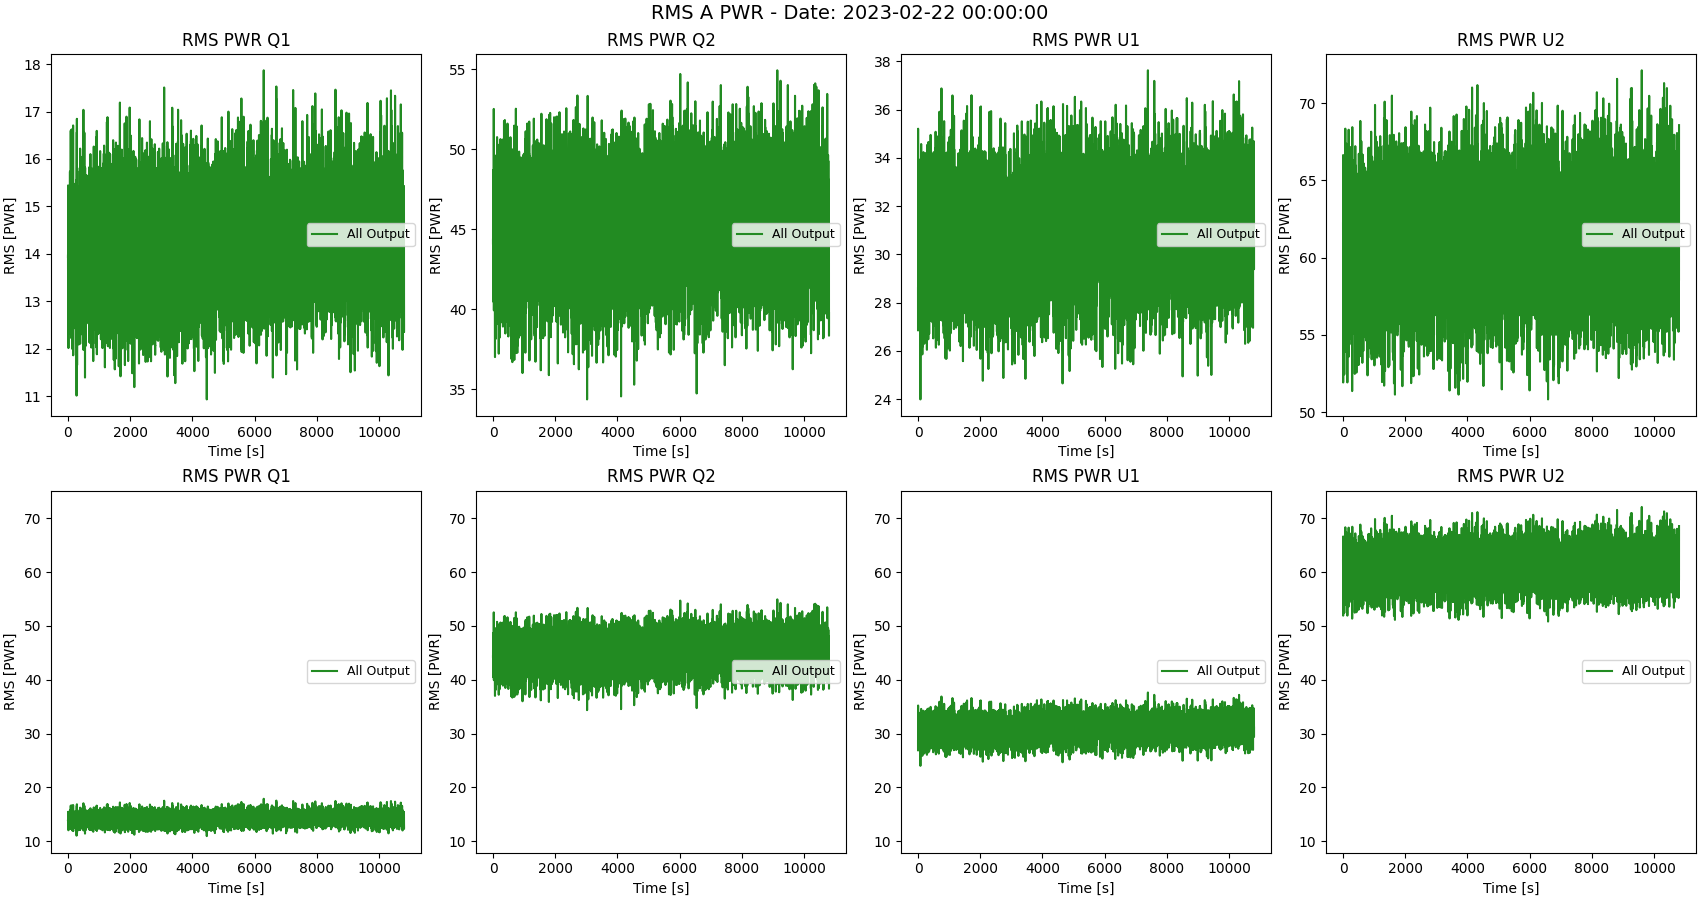 RMS A PWR - Date: 2023-02-22 00:00:00
RMS PWR Q1
RMS PWR Q2
RMS PWR U1
RMS PWR U2
RMS [PWR]
18
17
16
15
14
13
12
11
All Output
0 2000 4000 6000 8000 10000
Time [s]
RMS [PWR]
55
50
45
40
35
All Output
0 2000 4000 6000 8000 10000
Time [s]
RMS [PWR]
38
36
34
32
30
28
26
24
All Output
0 2000 4000 6000 8000 10000
Time [s]
RMS [PWR]
70
65
60
55
50
All Output
0 2000 4000 6000 8000 10000
Time [s]
RMS PWR Q1
RMS PWR Q2
RMS PWR U1
RMS PWR U2
RMS [PWR]
70
60
50
40
30
20
10
All Output
0 2000 4000 6000 8000 10000
Time [s]
RMS [PWR]
70
60
50
40
30
20
10
All Output
0 2000 4000 6000 8000 10000
Time [s]
RMS [PWR]
70
60
50
40
30
20
10
All Output
0 2000 4000 6000 8000 10000
Time [s]
RMS [PWR]
70
60
50
40
30
20
10
All Output
0 2000 4000 6000 8000 10000
Time [s]